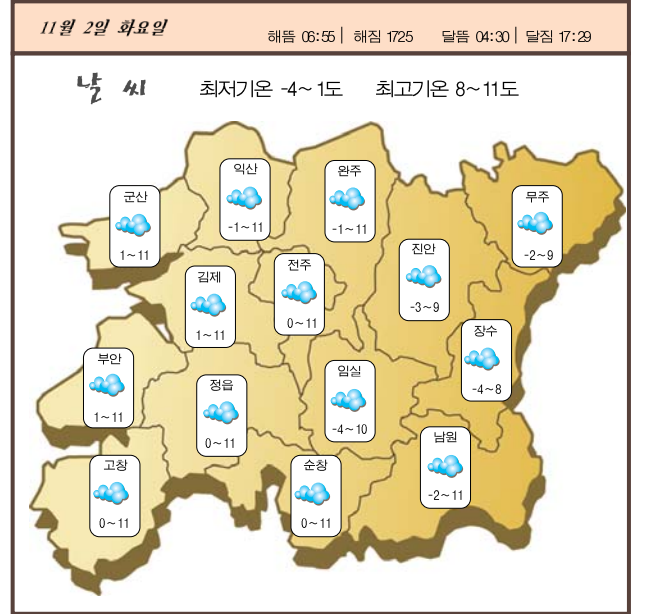 11월 2일 화요일
해뜸 06:55 | 해짐 1725 달뜸 04:30 | 달짐 17:29
날 씨 최저기온 -4~ 1도 최고기온 8~11도
익산
-1~11
완주
-1~11
군산
1~11
무주
-2~9
진안
-3~9
전주
0~11
김제
1~11
장수
-4~8
부안
1~11
임실
-4~10
정읍
0~11
남원
-2~11
고창
0~11
순창
0~11